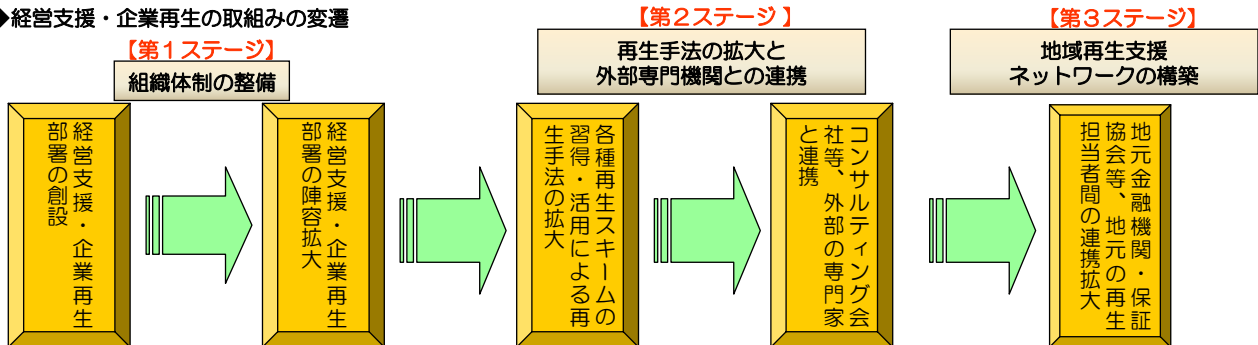 ◆経営支援・企業再生の取組みの変遷
【第1ステージ】
組織体制の整備
経営支援・企業再生
部署の創設
経営支援・企業再生
部署の陣容拡大
【第2ステージ 】
再生手法の拡大と
外部専門機関との連携
各種再生スキームの
習得・活用による再
生手法の拡大
コンサルティング会
社等、外部の専門家
と連携
【第3ステージ】
地域再生支援
ネットワークの構築
地元金融機関・保証
協会等、地元の再生
担当者間の連携拡大